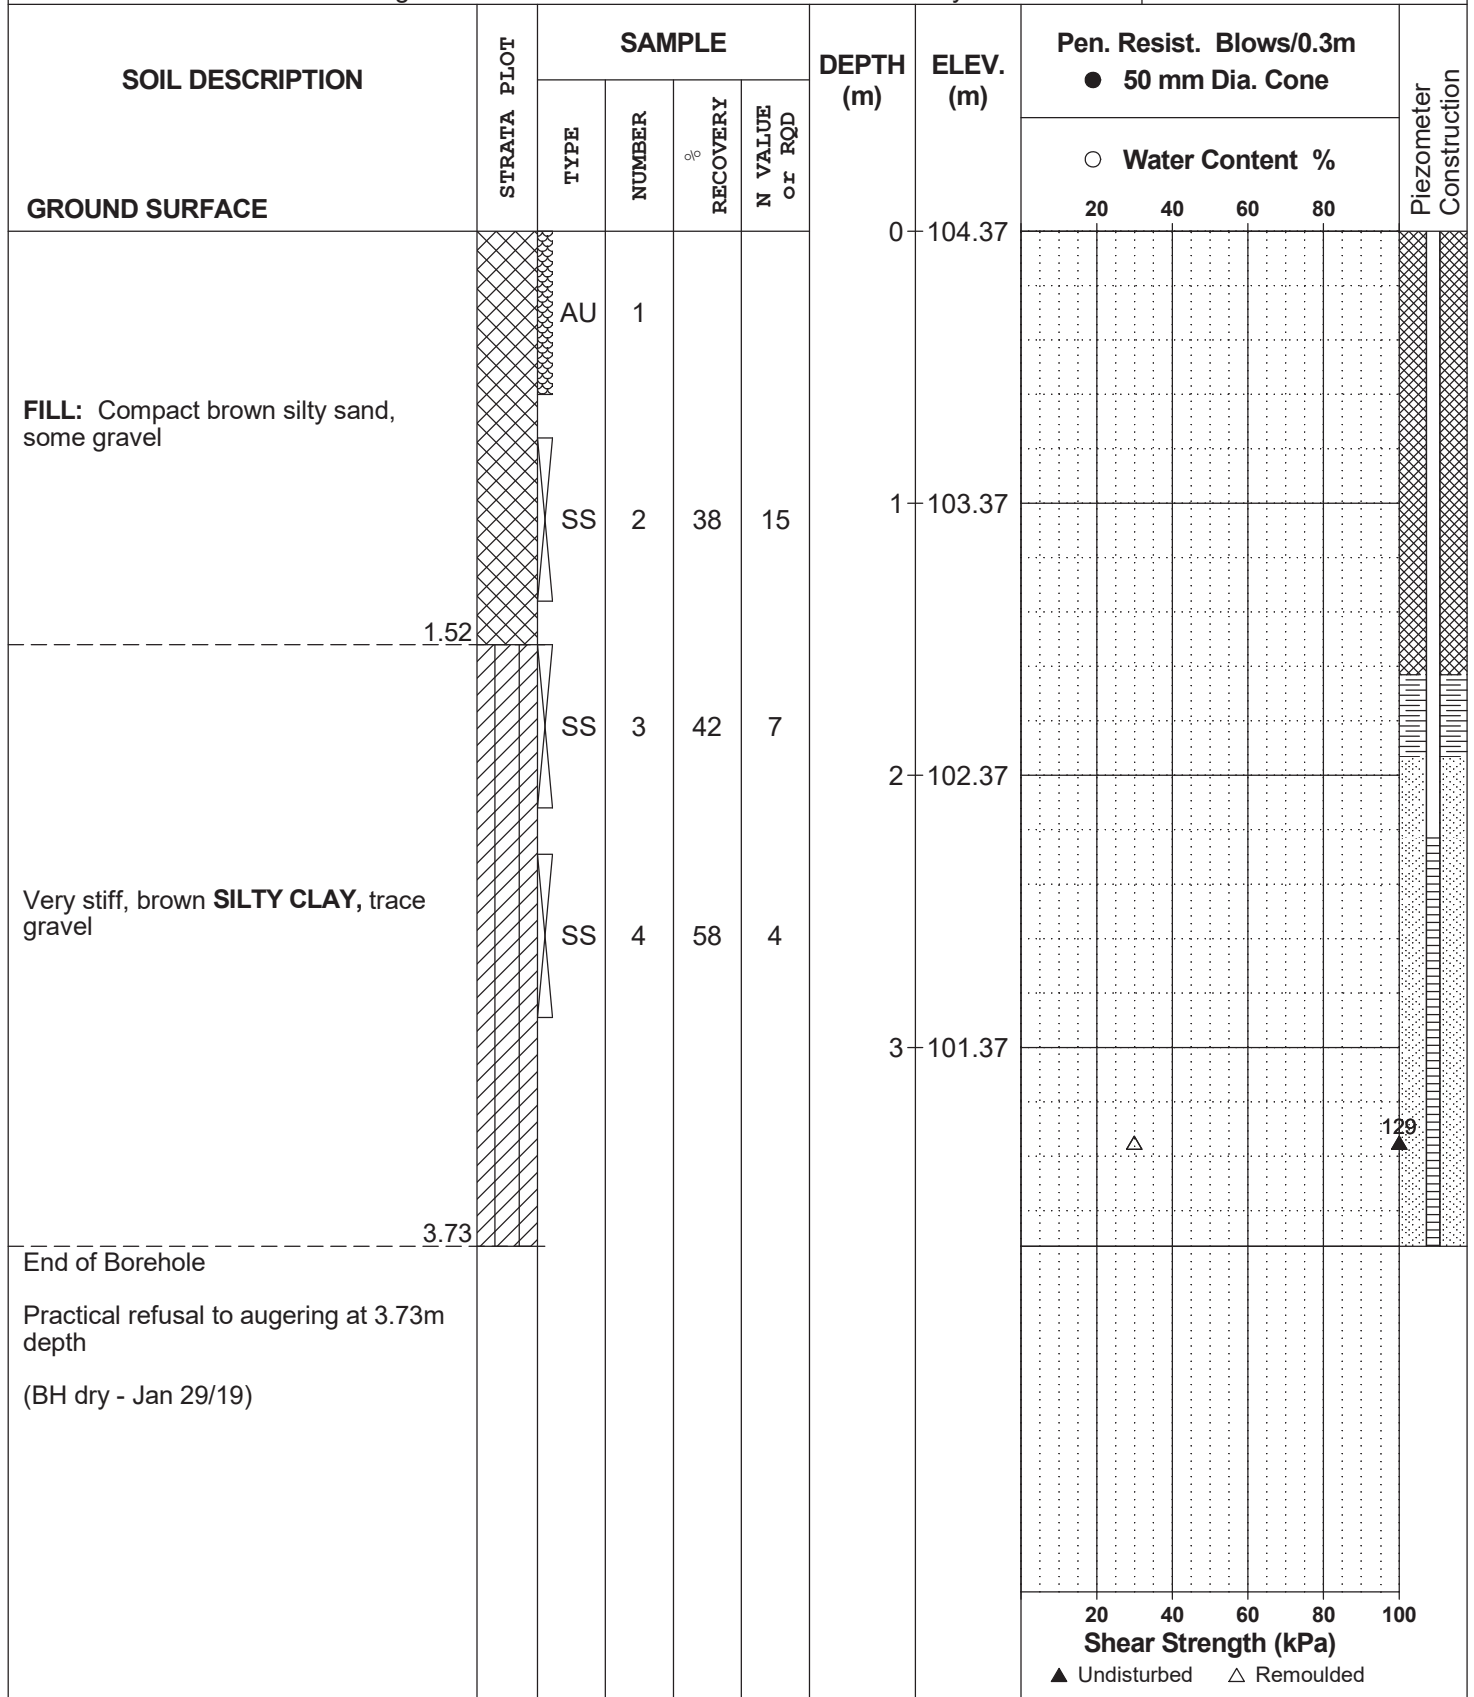 SOIL DESCRIPTION
GROUND SURFACE
STRATA PLOT
SAMPLE
TYPE
NUMBER
%
RECOVERY
N VALUE
or RQD
DEPTH
(m)
ELEV.
(m)
Pen. Resist. Blows/0.3m
● 50 mm Dia. Cone
○ Water Content %
20 40 60 80
Piezometer
Construction
0 104.37
AU 1
FILL: Compact brown silty sand,
some gravel
1 103.37
SS 2 38 15
1.52
SS 3 42 7
2 102.37
Very stiff, brown SILTY CLAY, trace
gravel
SS 4 58 4
3 101.37
129
3.73
End of Borehole
Practical refusal to augering at 3.73m
depth
(BH dry - Jan 29/19)
20 40 60 80 100
Shear Strength (kPa)
▲ Undisturbed △ Remoulded